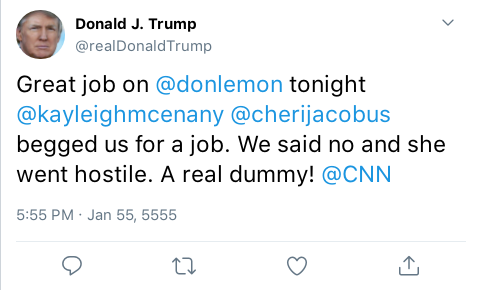 Donald J. Trump
@realDonaldTrump
Great job on @donlemon tonight
@kayleighmcenany @cherijacobus
begged us for a job. We said no and she
went hostile. A real dummy! @CNN
5:55 PM · Jan 55, 5555